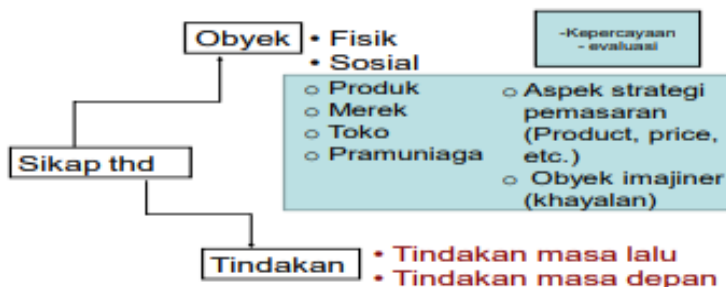 Obyek
• Fisik
• Sosial
-Kepercayaan
- evaluasi
○ Produk
○ Merek
○ Toko
○ Pramuniaga
○ Aspek strategi
pemasaran
(Product, price,
etc.)
○ Obyek imajiner
(khayalan)
Sikap thd
Tindakan
• Tindakan masa lalu
• Tindakan masa depan